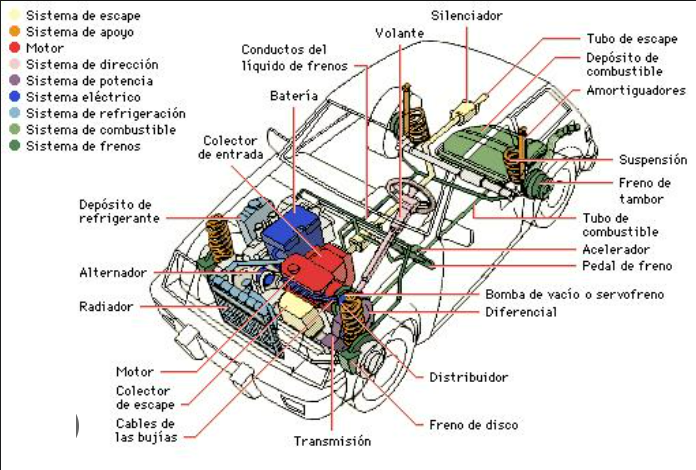 Sistema de escape
Sistema de apoyo
Motor
Sistema de dirección
Sistema de potencia
Sistema eléctrico
Sistema de refrigeración
Sistema de combustible
Sistema de frenos
Silenciador
Volante
Tubo de escape
Conductos del
líquido de frenos
Depósito de
combustible
Amortiguadores
Batería
Colector
de entrada
Suspensión
Freno de
tambor
Depósito de
refrigerante
Tubo de
combustible
Acelerador
Pedal de freno
Alternador
Radiador
Bomba de vacío o servofreno
Diferencial
Motor
Colector
de escape
Cables de
las bujías
Distribuidor
Freno de disco
Transmisión